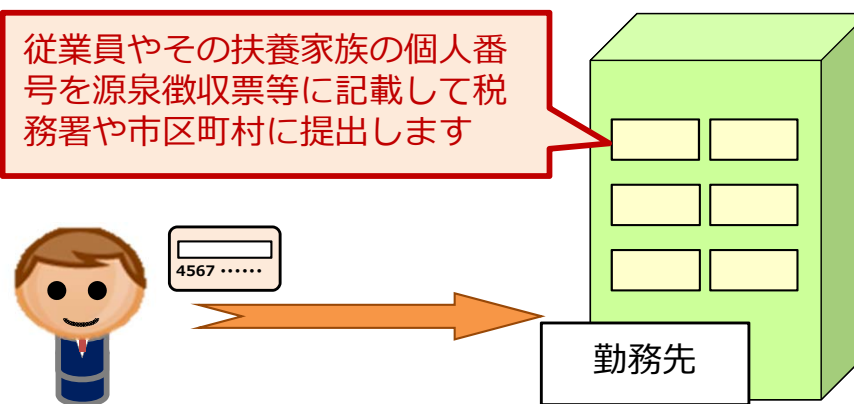 従業員やその扶養家族の個人番
号を源泉徴収票等に記載して税
務署や市区町村に提出します
4567 ‥‥‥
勤務先